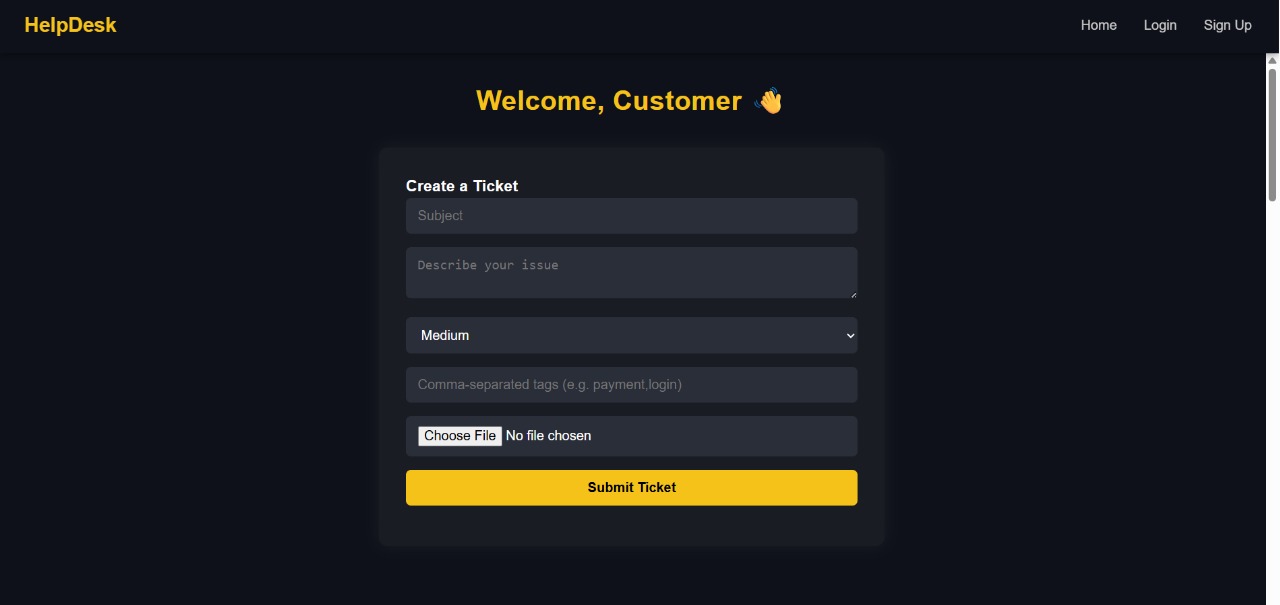 HelpDesk
Home Login Sign Up
Welcome, Customer 👋
Create a Ticket
Subject
Describe your issue
Medium
Comma-separated tags (e.g. payment,login)
Choose File No file chosen
Submit Ticket